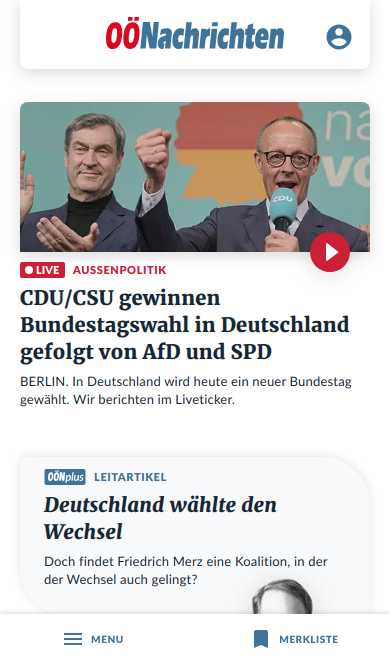 OÖNachrichten
na
vo
CDU
LIVE AUSSENPOLITIK
CDU/CSU gewinnen
Bundestagswahl in Deutschland
gefolgt von AfD und SPD
BERLIN. In Deutschland wird heute ein neuer Bundestag
gewählt. Wir berichten im Liveticker.
OÖNplus LEITARTIKEL
Deutschland wählte den
Wechsel
Doch findet Friedrich Merz eine Koalition, in der
der Wechsel auch gelingt?
MENU MERKLISTE